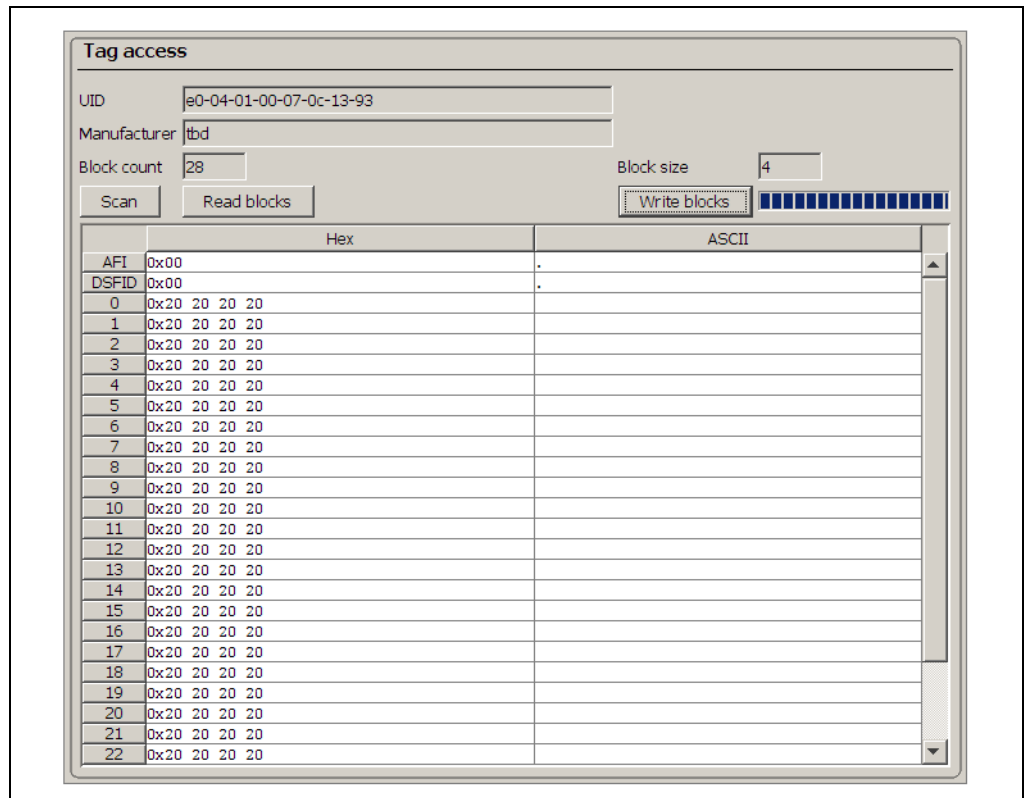 Tag access
UID e0-04-01-00-07-0c-13-93
Manufacturer tbd
Block count 28 Block size 4
Scan Read blocks Write blocks
Hex ASCII
AFI 0x00 .
DSFID 0x00 .
0 0x20 20 20 20
1 0x20 20 20 20
2 0x20 20 20 20
3 0x20 20 20 20
4 0x20 20 20 20
5 0x20 20 20 20
6 0x20 20 20 20
7 0x20 20 20 20
8 0x20 20 20 20
9 0x20 20 20 20
10 0x20 20 20 20
11 0x20 20 20 20
12 0x20 20 20 20
13 0x20 20 20 20
14 0x20 20 20 20
15 0x20 20 20 20
16 0x20 20 20 20
17 0x20 20 20 20
18 0x20 20 20 20
19 0x20 20 20 20
20 0x20 20 20 20
21 0x20 20 20 20
22 0x20 20 20 20